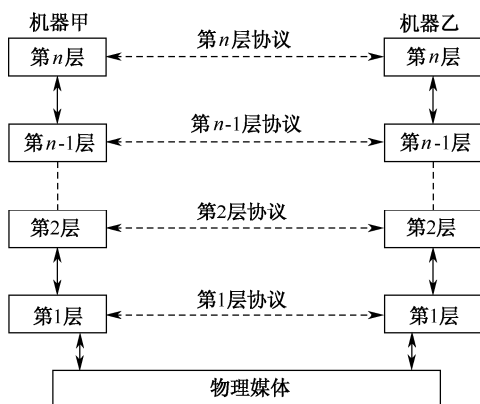 机器甲
机器乙
第n层
第n层协议
第n层
第n-1层
第n-1层协议
第n-1层
第2层
第2层协议
第2层
第1层
第1层协议
第1层
物理媒体